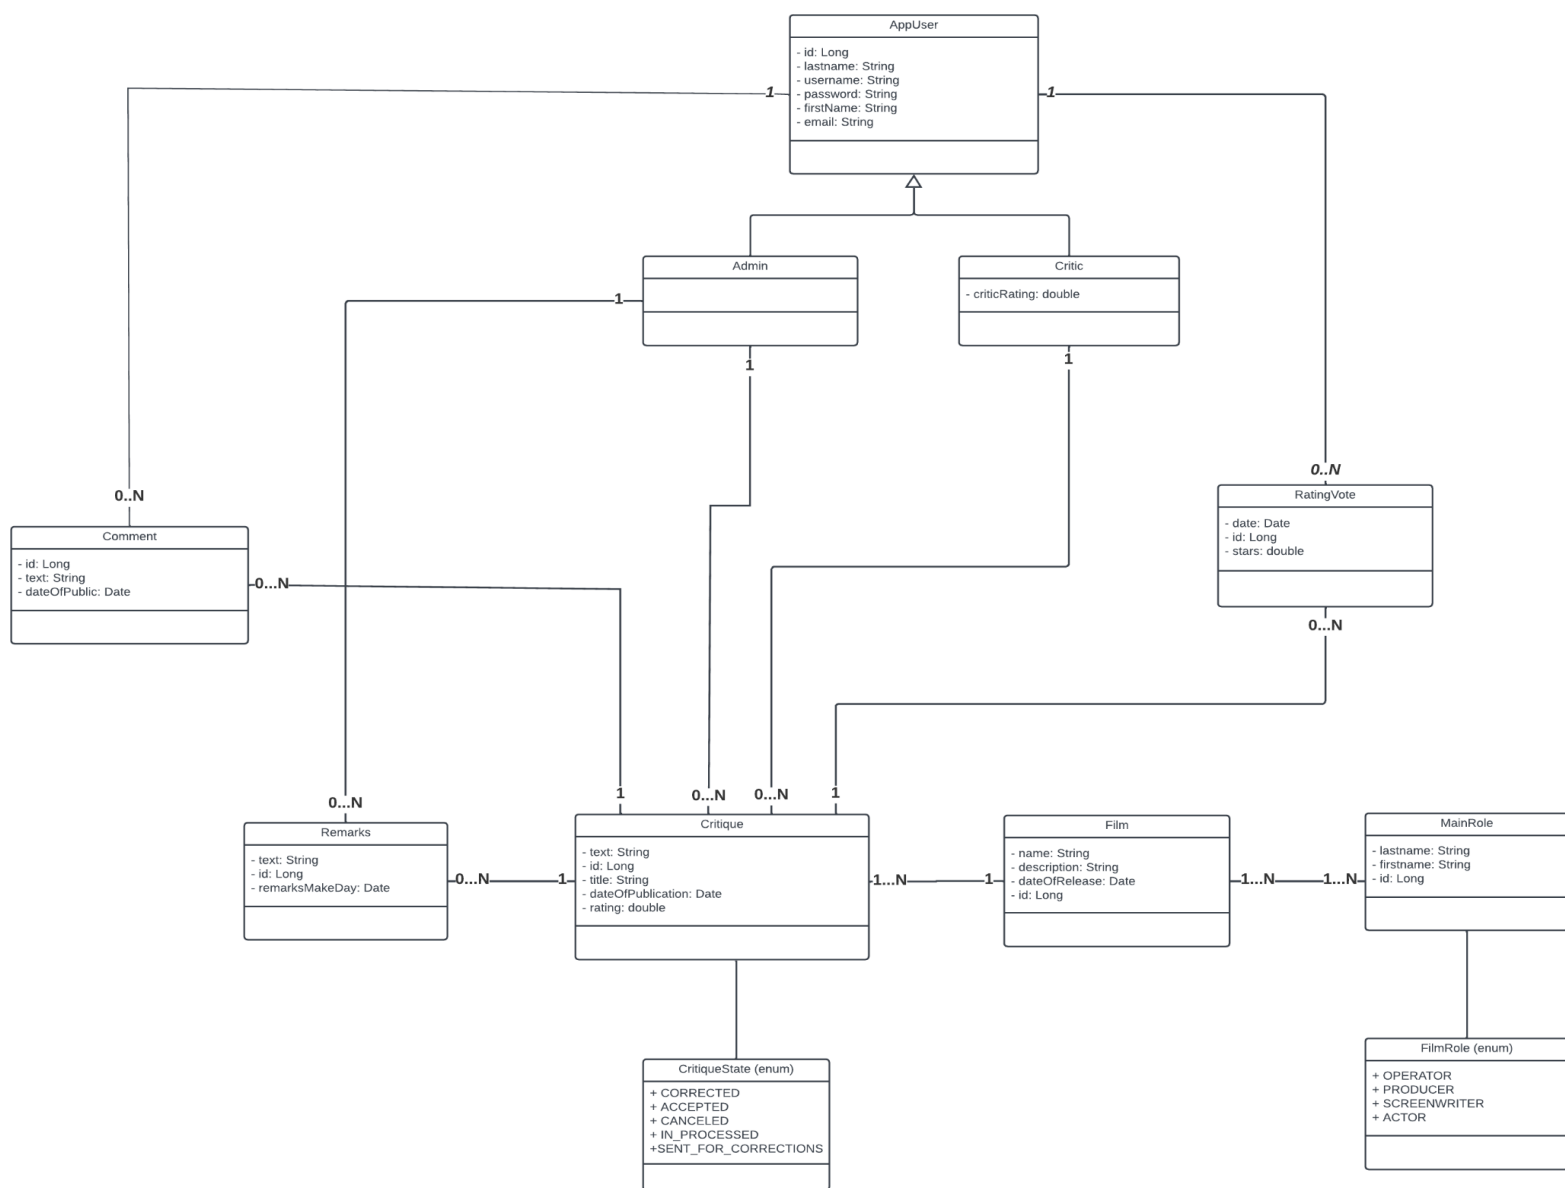 AppUser
- id: Long
- lastname: String
- username: String
- password: String
- firstName: String
- email: String
1
1
Admin
Critic
- criticRating: double
1
1
1
0..N
0..N
Comment
- id: Long
- text: String
- dateOfPublic: Date
0...N
RatingVote
- date: Date
- id: Long
- stars: double
0...N
0...N
1
0...N
0...N
1
Remarks
- text: String
- id: Long
- remarksMakeDay: Date
0...N
1
Critique
- text: String
- id: Long
- title: String
- dateOfPublication: Date
- rating: double
1...N
1
Film
- name: String
- description: String
- dateOfRelease: Date
- id: Long
1...N
1...N
MainRole
- lastname: String
- firstname: String
- id: Long
CritiqueState (enum)
+ CORRECTED
+ ACCEPTED
+ CANCELED
+ IN_PROCESSED
+SENT_FOR_CORRECTIONS
FilmRole (enum)
+ OPERATOR
+ PRODUCER
+ SCREENWRITER
+ ACTOR